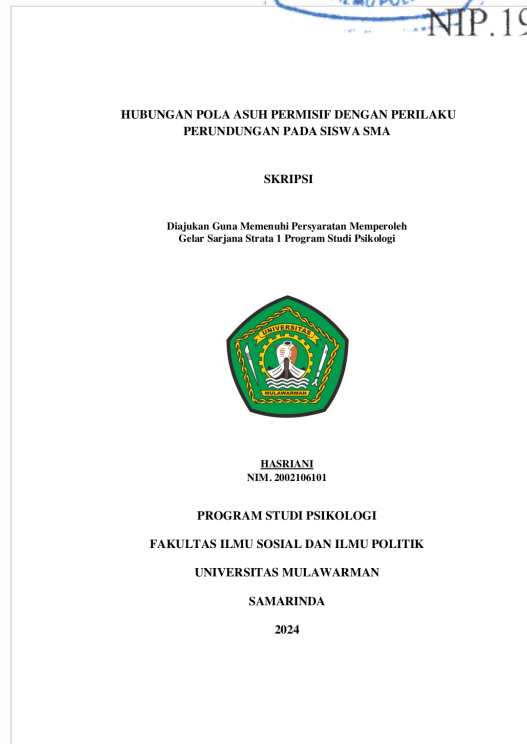 NIP.19
HUBUNGAN POLA ASUH PERMISIF DENGAN PERILAKU
PERUNDUNGAN PADA SISWA SMA
SKRIPSI
Diajukan Guna Memenuhi Persyaratan Memperoleh
Gelar Sarjana Strata 1 Program Studi Psikologi
UNIVERSITAS
MULAWARMAN
HASRIANI
NIM. 2002106101
PROGRAM STUDI PSIKOLOGI
FAKULTAS ILMU SOSIAL DAN ILMU POLITIK
UNIVERSITAS MULAWARMAN
SAMARINDA
2024